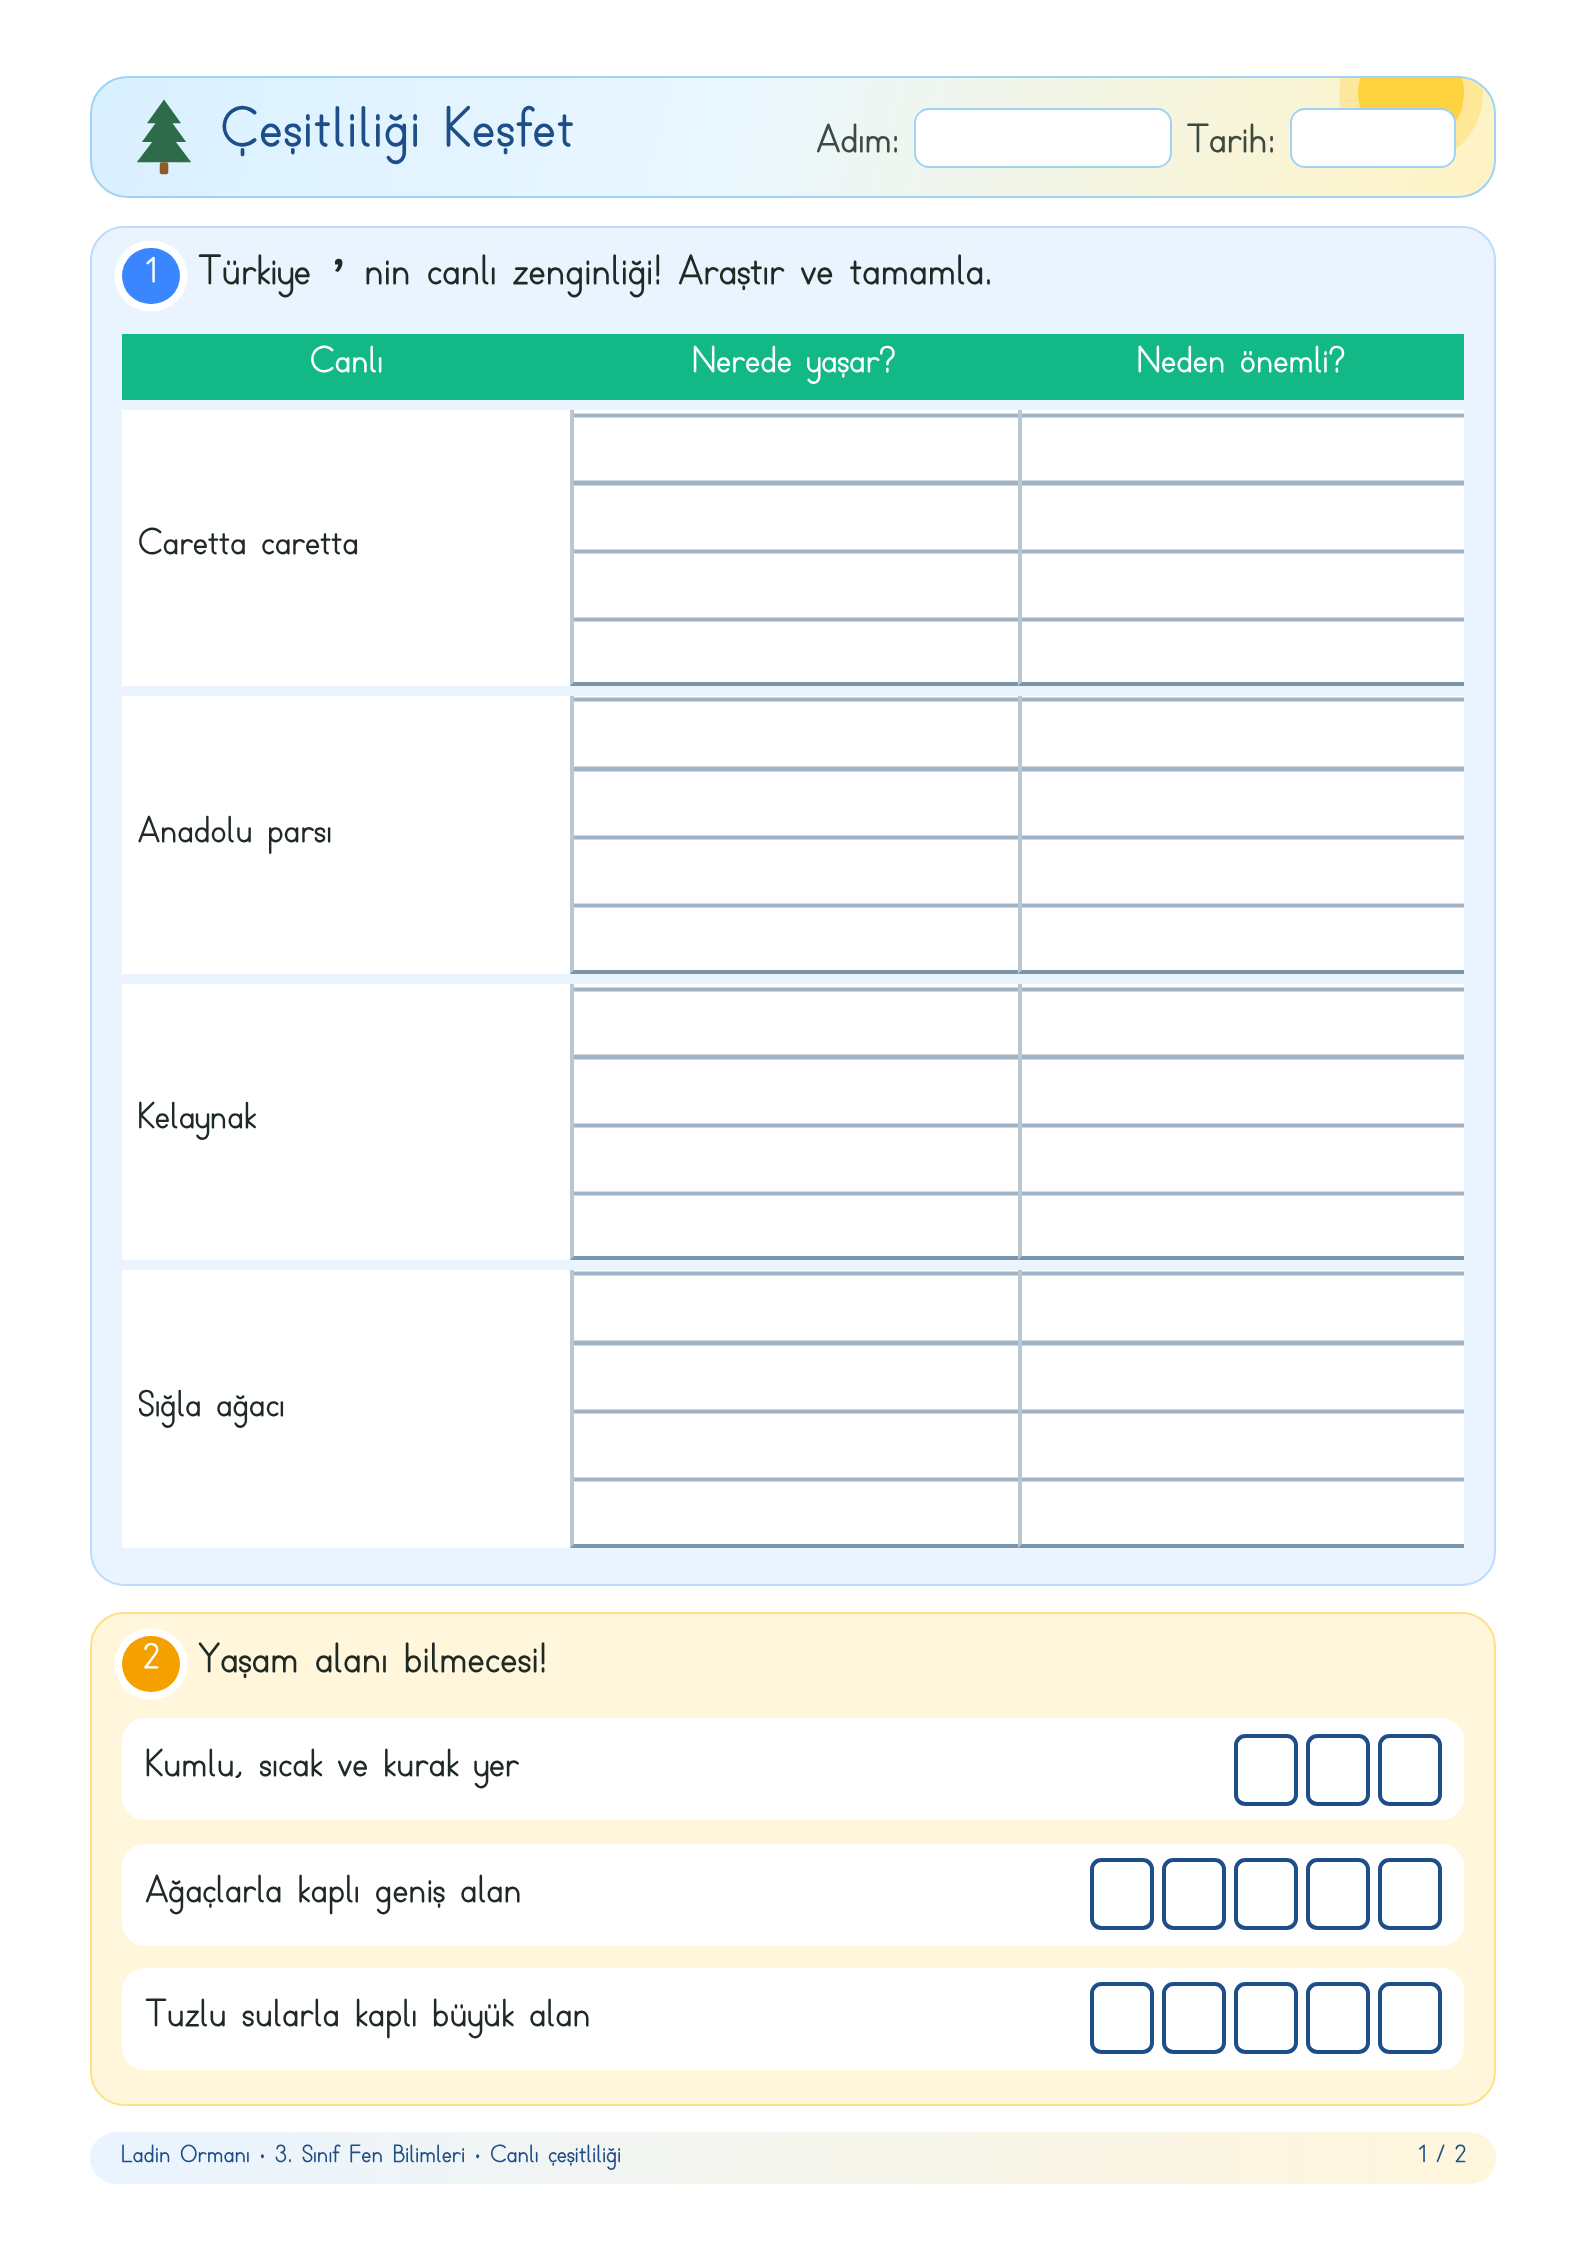 Çeşitliliği Keşfet
Adım:
Tarih:
1 Türkiye ’ nin canlı zenginliği! Araştır ve tamamla.
Canlı Nerede yaşar? Neden önemli?
Caretta caretta
Anadolu parsı
Kelaynak
Sığla ağacı
2 Yaşam alanı bilmecesi!
Kumlu, sıcak ve kurak yer
Ağaçlarla kaplı geniş alan
Tuzlu sularla kaplı büyük alan
Ladin Ormanı • 3. Sınıf Fen Bilimleri • Canlı çeşitliliği
1 / 2